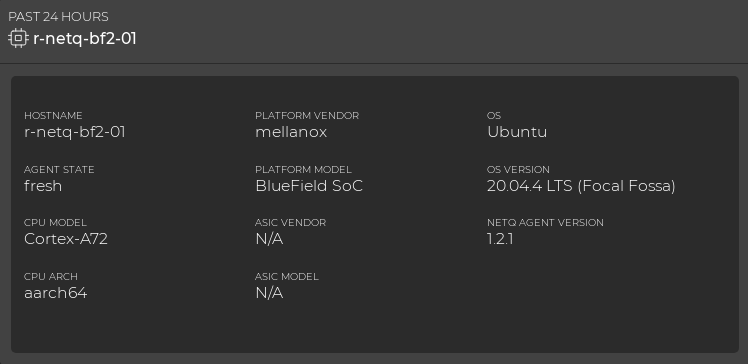 PAST 24 HOURS
r-netq-bf2-01
HOSTNAME
r-netq-bf2-01
PLATFORM VENDOR
mellanox
OS
Ubuntu
AGENT STATE
fresh
PLATFORM MODEL
BlueField SoC
OS VERSION
20.04.4 LTS (Focal Fossa)
CPU MODEL
Cortex-A72
ASIC VENDOR
N/A
NETQ AGENT VERSION
1.2.1
CPU ARCH
aarch64
ASIC MODEL
N/A